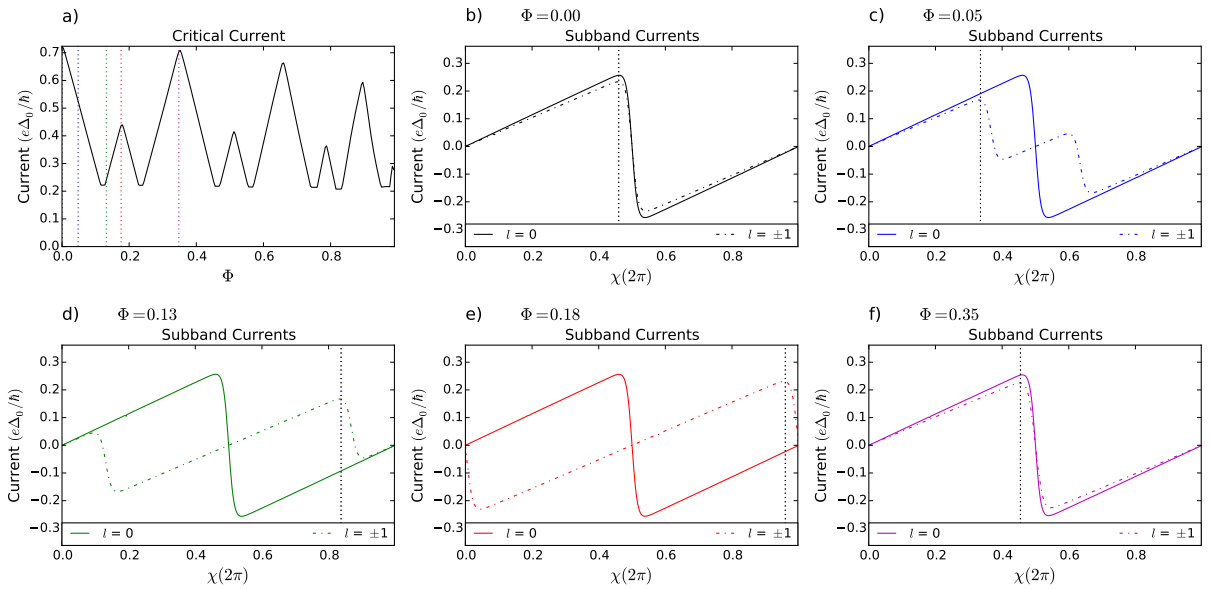 a)
Critical Current
Current (eΔ₀/ħ)
0.7
0.6
0.5
0.4
0.3
0.2
0.1
0.0
0.0 0.2 0.4 0.6 0.8
Φ
b) Φ=0.00
Subband Currents
Current (eΔ₀/ħ)
0.3
0.2
0.1
0.0
−0.1
−0.2
−0.3
l = 0 l = ±1
0.0 0.2 0.4 0.6 0.8
χ(2π)
c) Φ=0.05
Subband Currents
Current (eΔ₀/ħ)
0.3
0.2
0.1
0.0
−0.1
−0.2
−0.3
l = 0 l = ±1
0.0 0.2 0.4 0.6 0.8
χ(2π)
d) Φ=0.13
Subband Currents
Current (eΔ₀/ħ)
0.3
0.2
0.1
0.0
−0.1
−0.2
−0.3
l = 0 l = ±1
0.0 0.2 0.4 0.6 0.8
χ(2π)
e) Φ=0.18
Subband Currents
Current (eΔ₀/ħ)
0.3
0.2
0.1
0.0
−0.1
−0.2
−0.3
l = 0 l = ±1
0.0 0.2 0.4 0.6 0.8
χ(2π)
f) Φ=0.35
Subband Currents
Current (eΔ₀/ħ)
0.3
0.2
0.1
0.0
−0.1
−0.2
−0.3
l = 0 l = ±1
0.0 0.2 0.4 0.6 0.8
χ(2π)